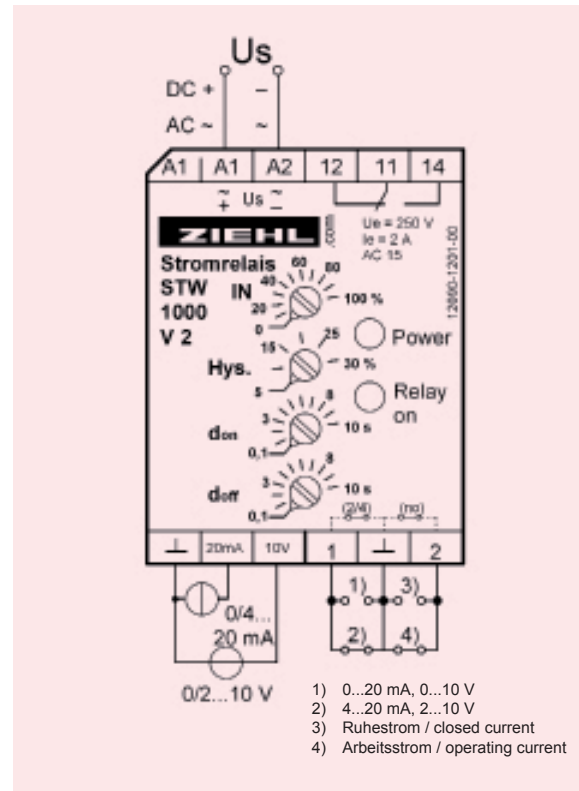 Us
DC + –
AC ~ ~
A1 A1 A2 12 11 14
~ Us ~
+ –
ZIEHL.com
Ue = 250 V
Ie = 2 A
AC 15
12660-1201-00
Stromrelais
STW
1000
V 2
IN
0 20 40 60 80 100 %
Power
Hys.
5 15 25 30 %
Relay
on
don
0,1 3 8 10 s
doff
0,1 3 8 10 s
(2/4) (no)
⊥ 20mA 10V 1 ⊥ 2
0/4...
20 mA
0/2...10 V
1) 3)
2) 4)
1) 0...20 mA, 0...10 V
2) 4...20 mA, 2...10 V
3) Ruhestrom / closed current
4) Arbeitsstrom / operating current